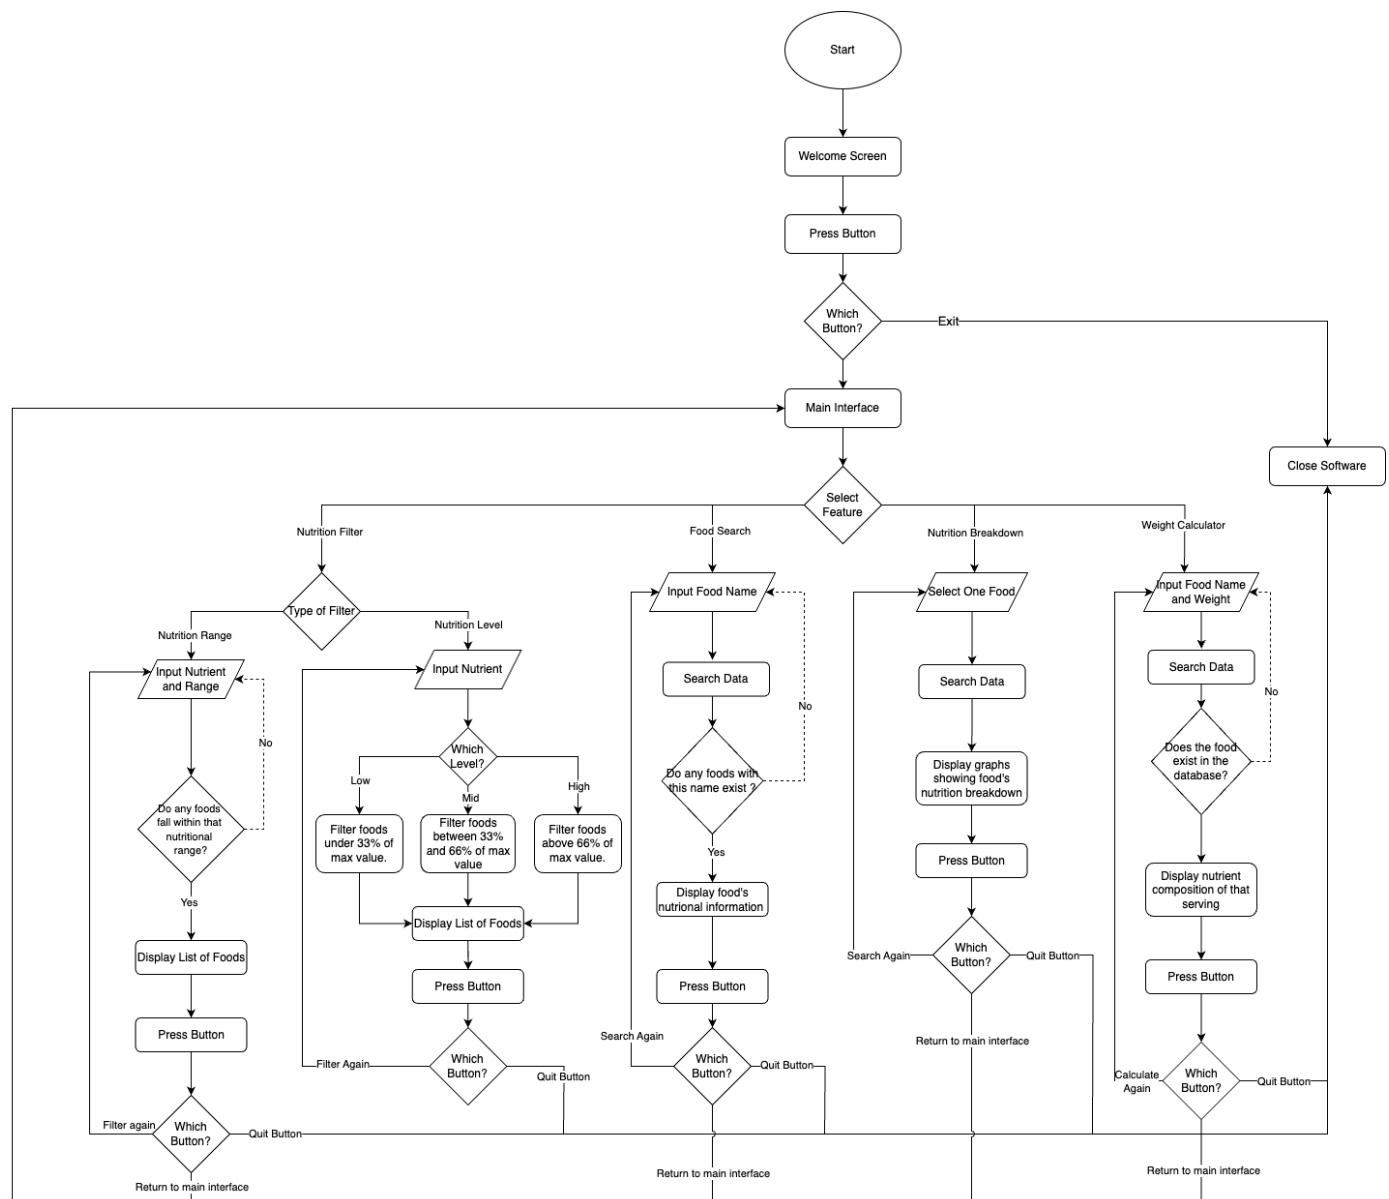 Start
Welcome Screen
Press Button
Which
Button?
Exit
Main Interface
Close Software
Select
Feature
Nutrition Filter
Food Search
Nutrition Breakdown
Weight Calculator
Type of Filter
Nutrition Range
Nutrition Level
Input Nutrient
and Range
No
Do any foods
fall within that
nutritional
range?
Yes
Display List of Foods
Press Button
Filter again
Which
Button?
Quit Button
Return to main interface
Input Nutrient
Which
Level?
Low
Mid
High
Filter foods
under 33% of
max value.
Filter foods
between 33%
and 66% of max
value
Filter foods
above 66% of
max value.
Display List of Foods
Press Button
Filter Again
Which
Button?
Quit Button
Input Food Name
Search Data
No
Do any foods with
this name exist ?
Yes
Display food's
nutrional information
Press Button
Search Again
Which
Button?
Quit Button
Return to main interface
Select One Food
Search Data
Display graphs
showing food's
nutrition breakdown
Press Button
Search Again
Which
Button?
Quit Button
Return to main interface
Input Food Name
and Weight
Search Data
No
Does the food
exist in the
database?
Display nutrient
composition of that
serving
Press Button
Calculate
Again
Which
Button?
Quit Button
Return to main interface